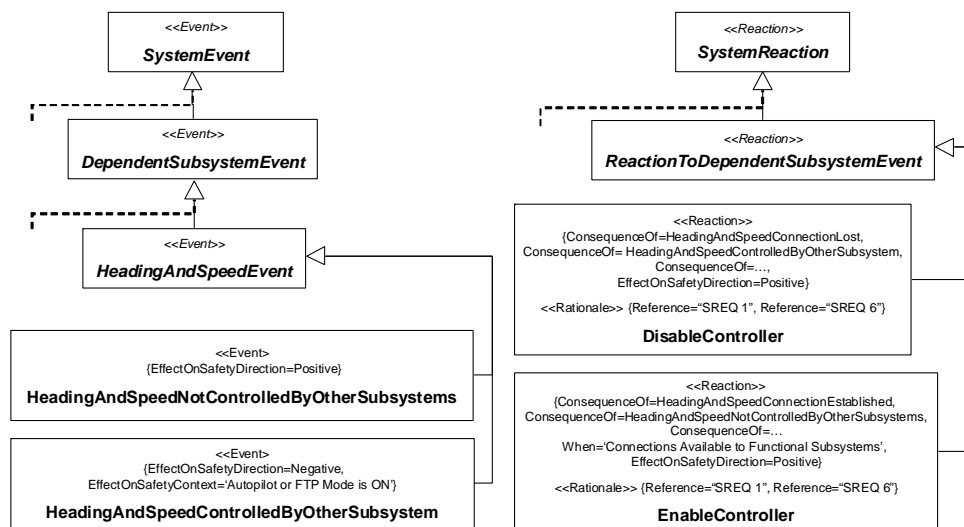 <<Event>>
SystemEvent
<<Event>>
DependentSubsystemEvent
<<Event>>
HeadingAndSpeedEvent
<<Event>
{EffectOnSafetyDirection=Positive}
HeadingAndSpeedNotControlledByOtherSubsystems
<<Event>
{EffectOnSafetyDirection=Negative,
EffectOnSafetyContext=‘Autopilot or FTP Mode is ON’}
HeadingAndSpeedControlledByOtherSubsystem
<<Reaction>>
SystemReaction
<<Reaction>>
ReactionToDependentSubsystemEvent
<<Reaction>>
{ConsequenceOf=HeadingAndSpeedConnectionLost,
ConsequenceOf= HeadingAndSpeedControlledByOtherSubsystem,
ConsequenceOf=…,
EffectOnSafetyDirection=Positive}
<<Rationale>> {Reference=“SREQ 1”, Reference=“SREQ 6”}
DisableController
<<Reaction>>
{ConsequenceOf=HeadingAndSpeedConnectionEstablished,
ConsequenceOf=HeadingAndSpeedNotControlledByOtherSubsystems,
ConsequenceOf=…
When=‘Connections Available to Functional Subsystems’,
EffectOnSafetyDirection=Positive}
<<Rationale>> {Reference=“SREQ 1”, Reference=“SREQ 6”}
EnableController